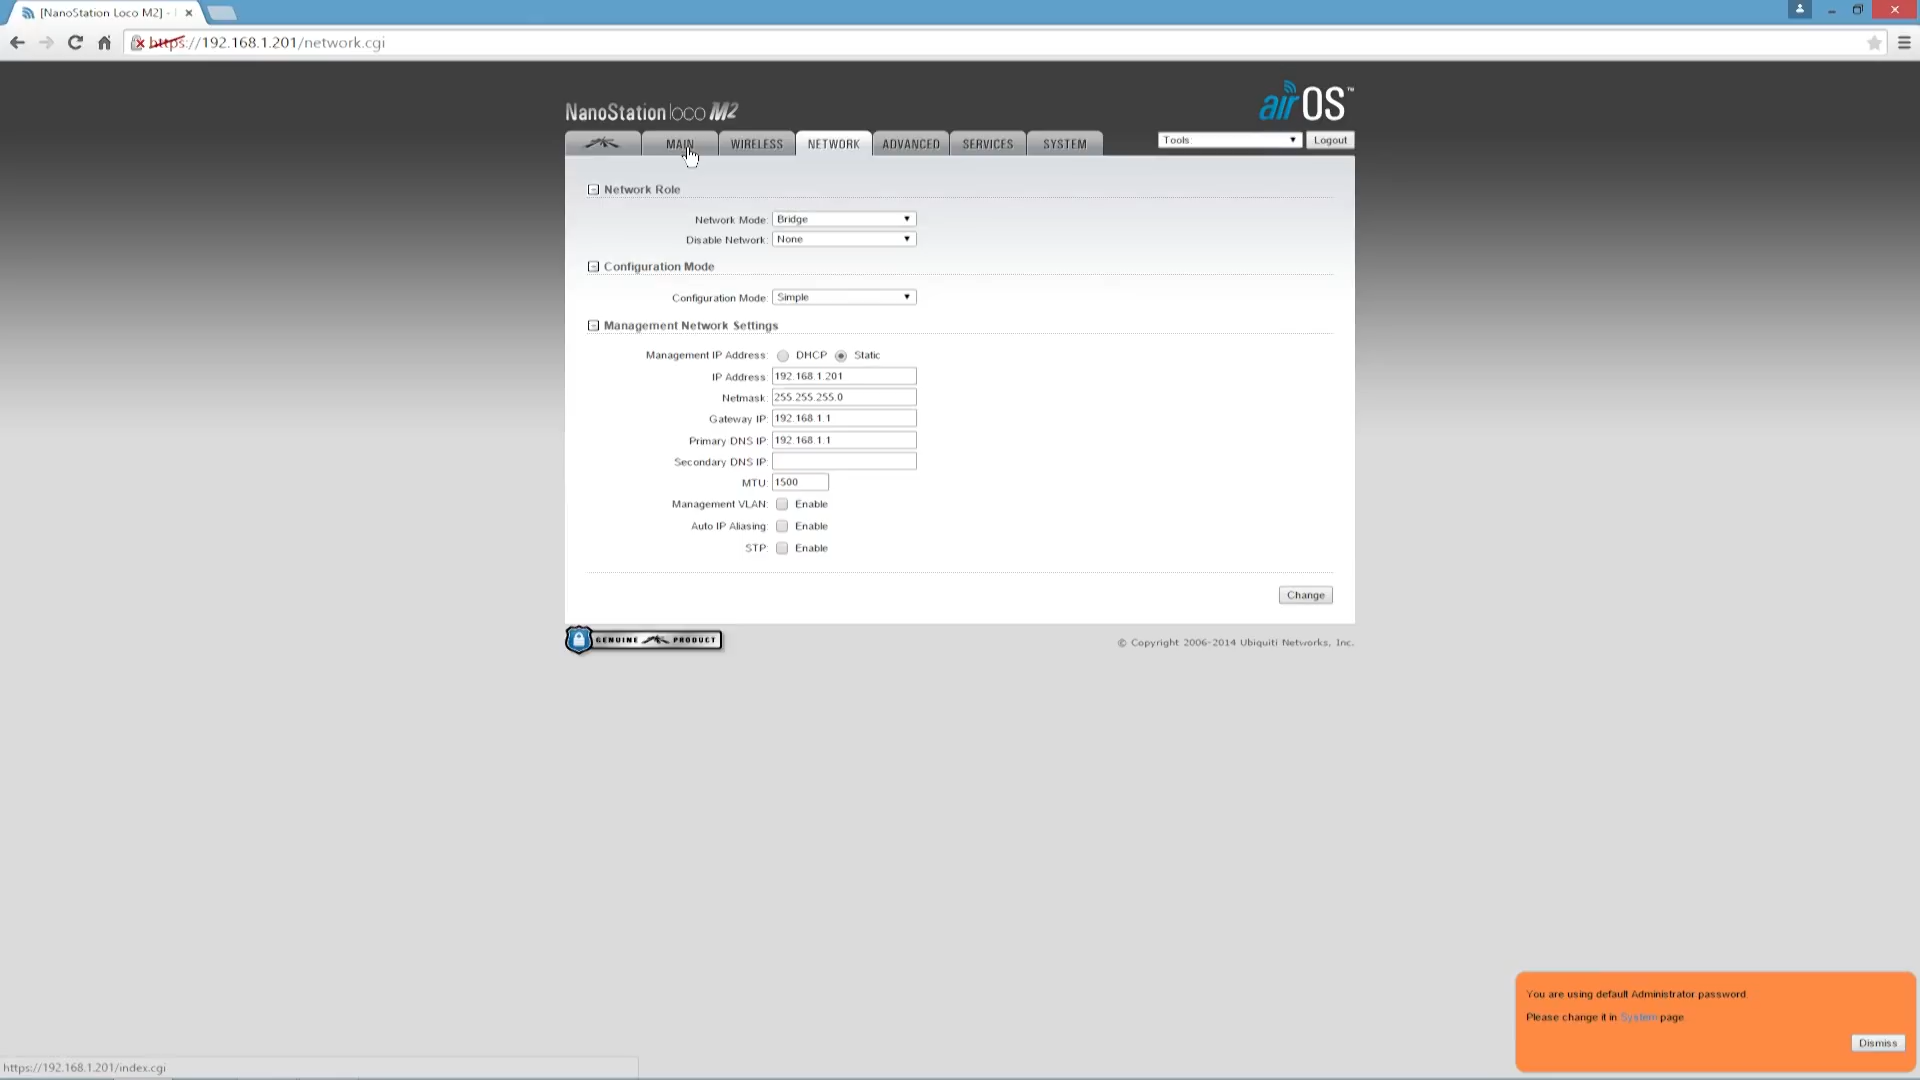 [NanoStation Loco M2] -
https://192.168.1.201/network.cgi
NanoStation loco M2
airOS™
MAIN WIRELESS NETWORK ADVANCED SERVICES SYSTEM Tools: Logout
Network Role
Network Mode: Bridge
Disable Network: None
Configuration Mode
Configuration Mode: Simple
Management Network Settings
Management IP Address: DHCP Static
IP Address: 192.168.1.201
Netmask: 255.255.255.0
Gateway IP: 192.168.1.1
Primary DNS IP: 192.168.1.1
Secondary DNS IP:
MTU: 1500
Management VLAN: Enable
Auto IP Aliasing: Enable
STP: Enable
Change
GENUINE PRODUCT
© Copyright 2006-2014 Ubiquiti Networks, Inc.
You are using default Administrator password.
Please change it in System page.
Dismiss
https://192.168.1.201/index.cgi